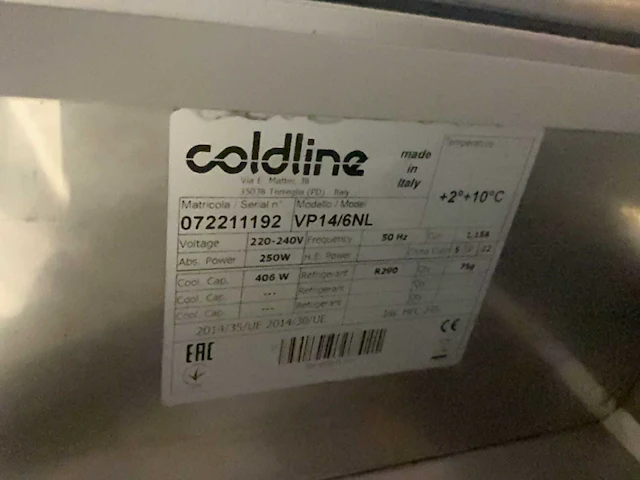 coldline
made
in
Italy
Temperature
+2°+10°C
Via E. Mattei, 38
35038 Torreglia (PD) Italy
Matricola / Serial n° Modello / Model
072211192 VP14/6NL
Voltage 220-240V Frequency 50 Hz
Abs. Power 250W
Cool. Cap. 406 W Refrigerant R290 75g
Cool. Cap. --- Refrigerant
Cool. Cap. --- Refrigerant
2014/35/UE 2014/30/UE
EAC CE